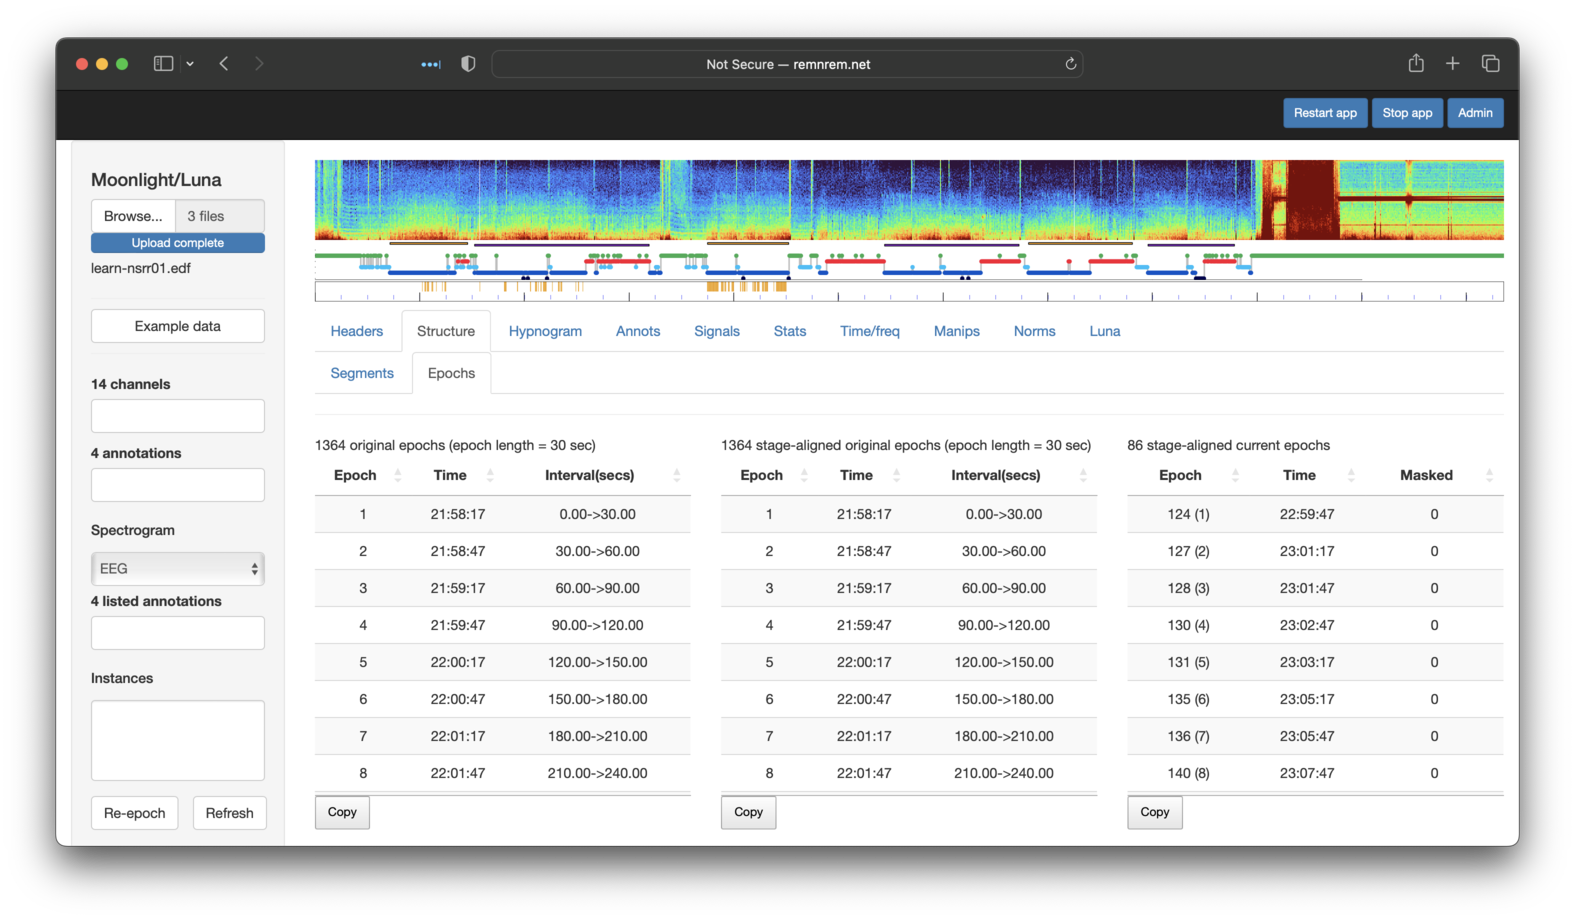 Not Secure — remnrem.net
Restart app Stop app Admin
Moonlight/Luna
Browse... 3 files
Upload complete
learn-nsrr01.edf
Example data
14 channels
4 annotations
Spectrogram
EEG
4 listed annotations
Instances
Re-epoch Refresh
Headers Structure Hypnogram Annots Signals Stats Time/freq Manips Norms Luna
Segments Epochs
1364 original epochs (epoch length = 30 sec)
Epoch Time Interval(secs)
1 21:58:17 0.00->30.00
2 21:58:47 30.00->60.00
3 21:59:17 60.00->90.00
4 21:59:47 90.00->120.00
5 22:00:17 120.00->150.00
6 22:00:47 150.00->180.00
7 22:01:17 180.00->210.00
8 22:01:47 210.00->240.00
Copy
1364 stage-aligned original epochs (epoch length = 30 sec)
Epoch Time Interval(secs)
1 21:58:17 0.00->30.00
2 21:58:47 30.00->60.00
3 21:59:17 60.00->90.00
4 21:59:47 90.00->120.00
5 22:00:17 120.00->150.00
6 22:00:47 150.00->180.00
7 22:01:17 180.00->210.00
8 22:01:47 210.00->240.00
Copy
86 stage-aligned current epochs
Epoch Time Masked
124 (1) 22:59:47 0
127 (2) 23:01:17 0
128 (3) 23:01:47 0
130 (4) 23:02:47 0
131 (5) 23:03:17 0
135 (6) 23:05:17 0
136 (7) 23:05:47 0
140 (8) 23:07:47 0
Copy